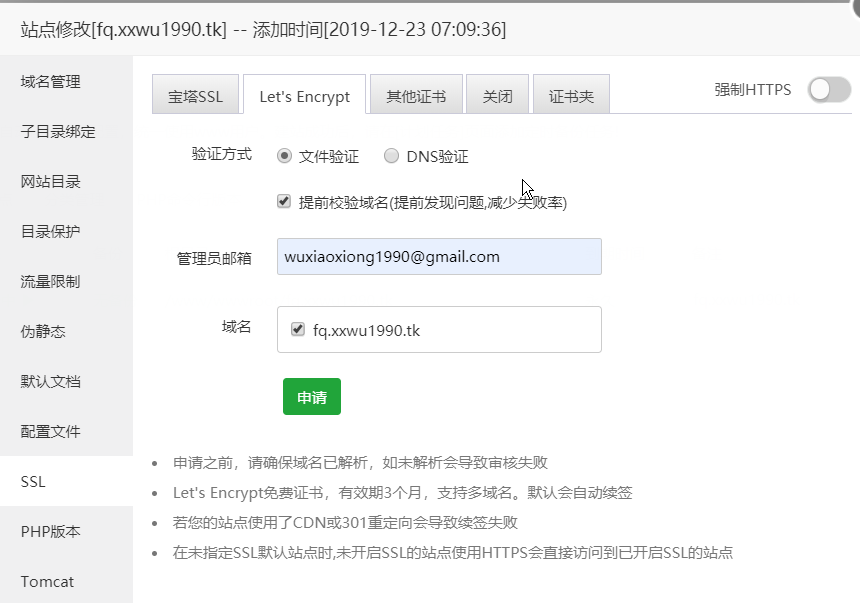 站点修改[fq.xxwu1990.tk] -- 添加时间[2019-12-23 07:09:36]
域名管理
子目录绑定
网站目录
目录保护
流量限制
伪静态
默认文档
配置文件
SSL
PHP版本
Tomcat
宝塔SSL
Let's Encrypt
其他证书
关闭
证书夹
强制HTTPS
验证方式 文件验证 DNS验证
提前校验域名(提前发现问题,减少失败率)
管理员邮箱 wuxiaoxiong1990@gmail.com
域名 fq.xxwu1990.tk
申请
申请之前，请确保域名已解析，如未解析会导致审核失败
Let's Encrypt免费证书，有效期3个月，支持多域名。默认会自动续签
若您的站点使用了CDN或301重定向会导致续签失败
在未指定SSL默认站点时,未开启SSL的站点使用HTTPS会直接访问到已开启SSL的站点